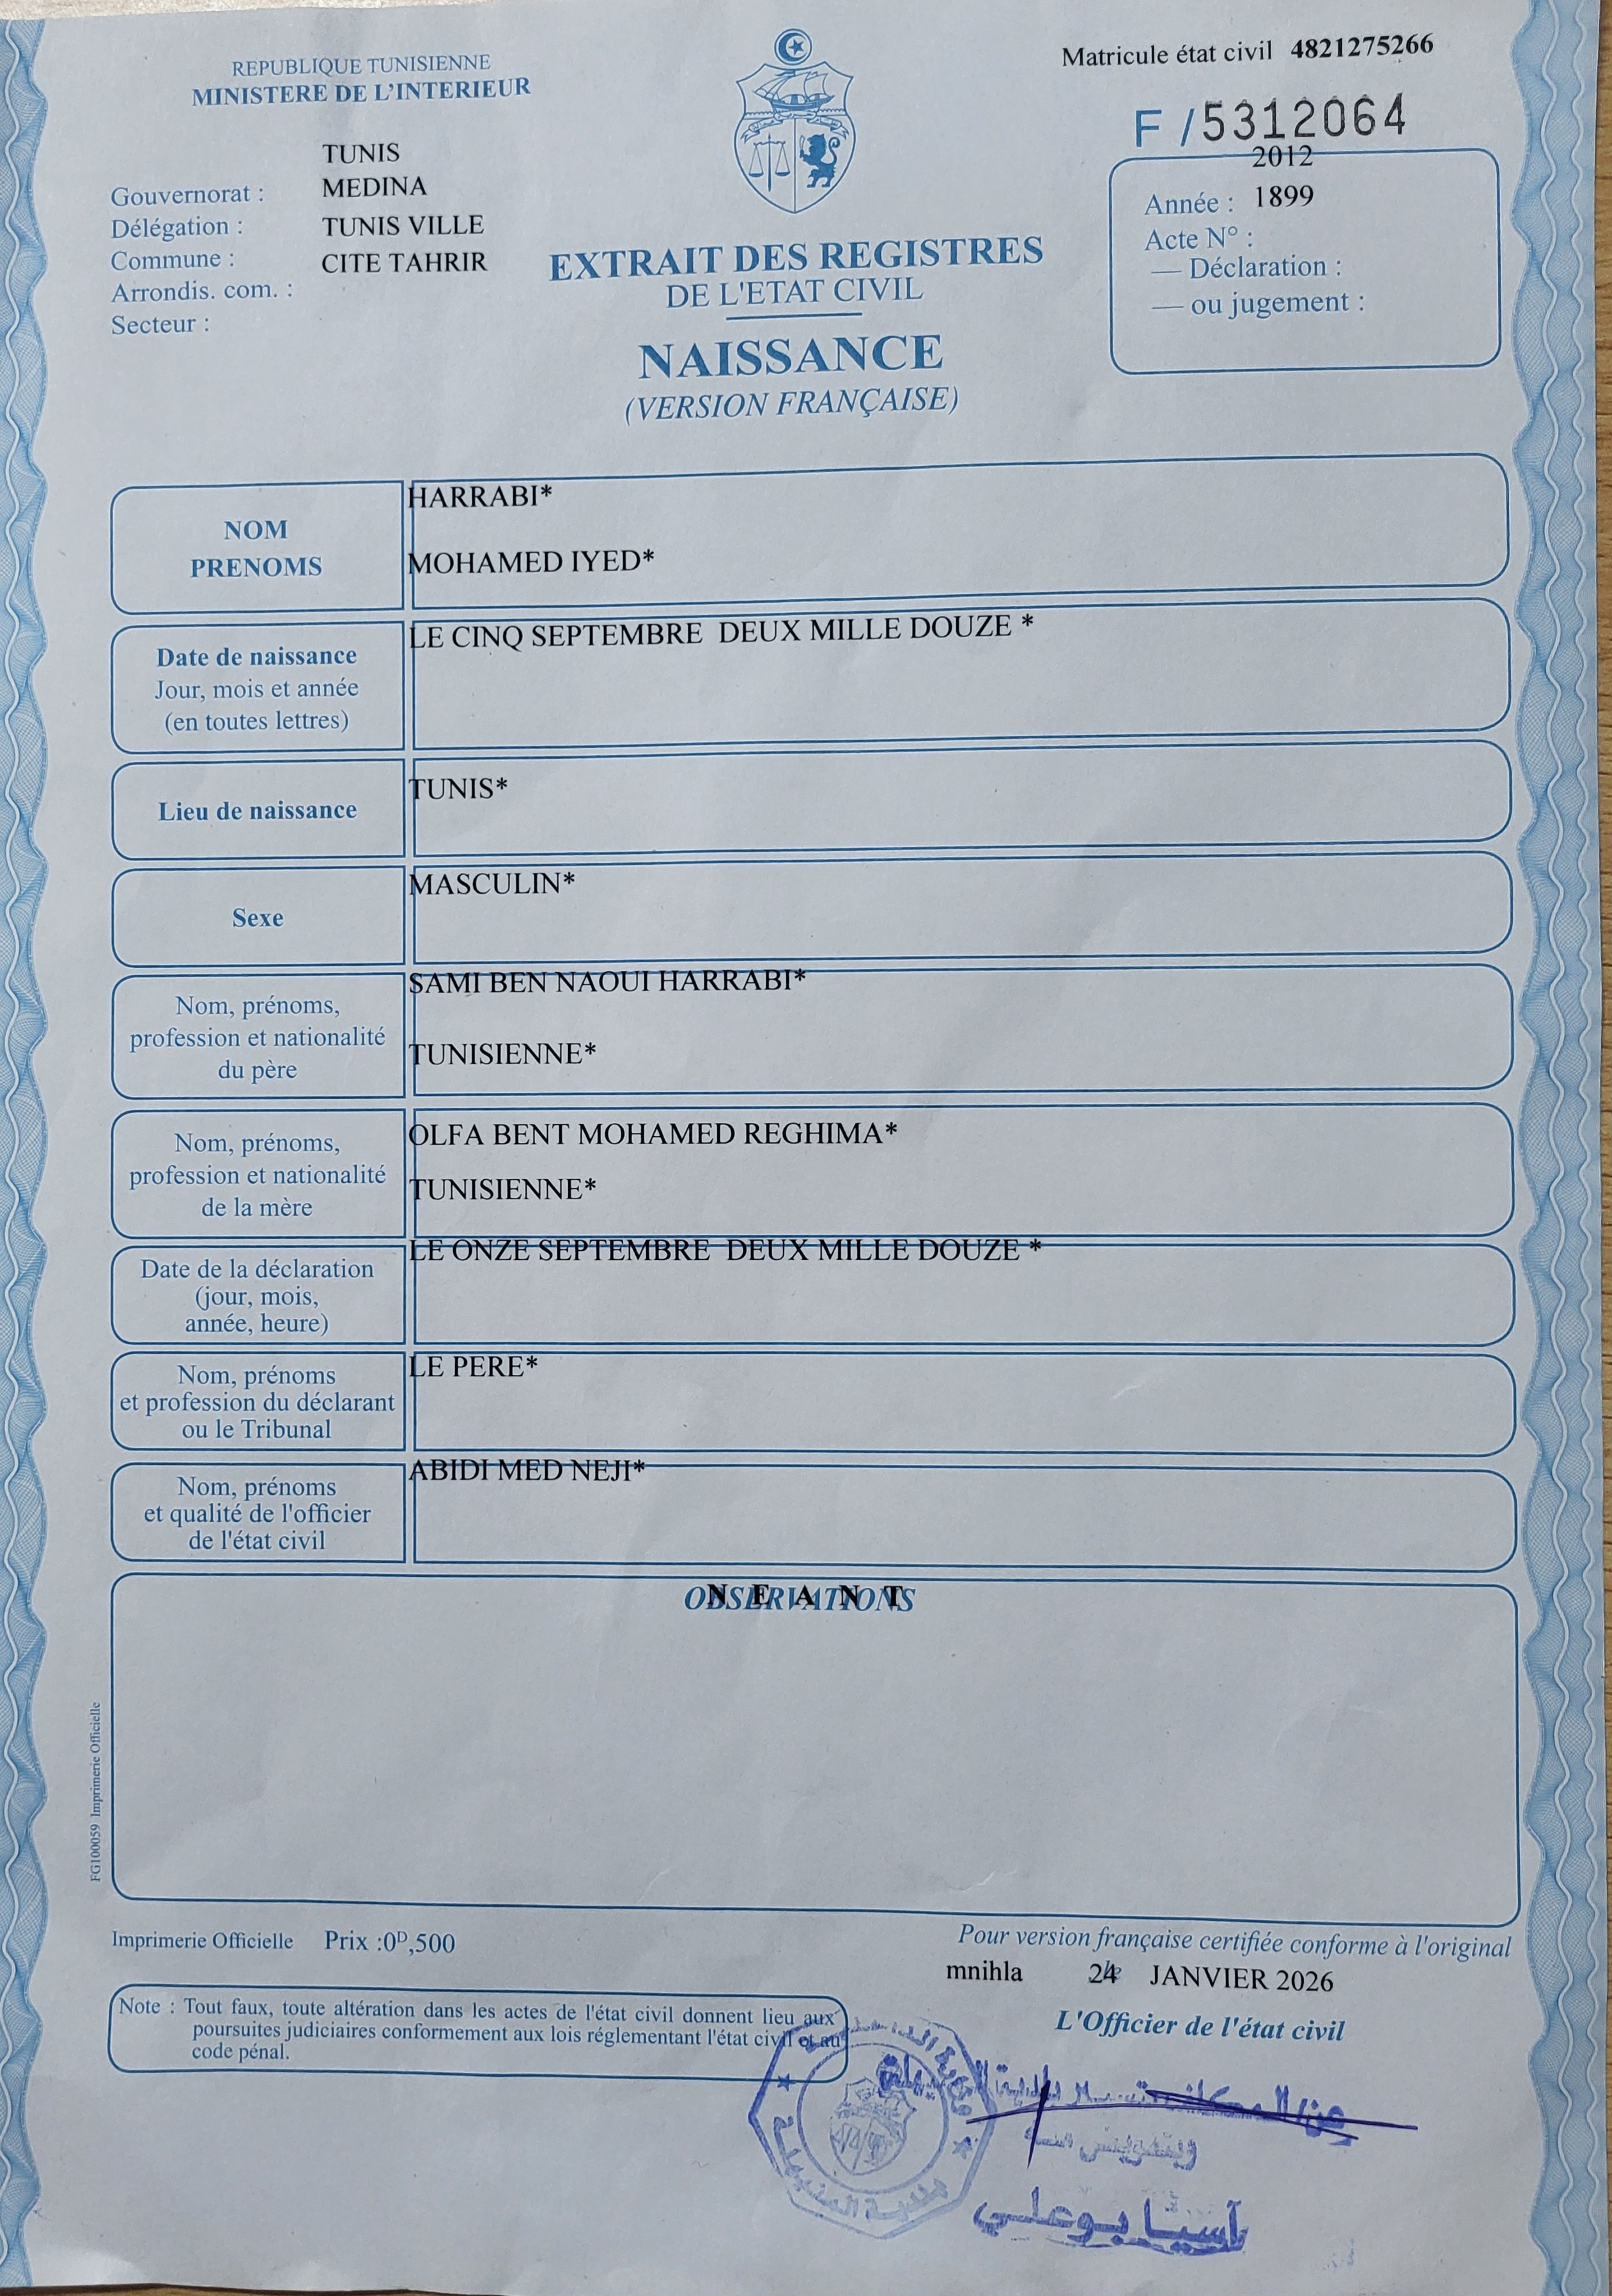 REPUBLIQUE TUNISIENNE
MINISTERE DE L'INTERIEUR
Matricule état civil 4821275266
F / 5312064
TUNIS
Gouvernorat : MEDINA
Délégation : TUNIS VILLE
Commune : CITE TAHRIR
Arrondis. com. :
Secteur :
2012
Année : 1899
Acte N° :
— Déclaration :
— ou jugement :
EXTRAIT DES REGISTRES
DE L'ETAT CIVIL
NAISSANCE
(VERSION FRANÇAISE)
NOM
PRENOMS
HARRABI*
MOHAMED IYED*
Date de naissance
Jour, mois et année
(en toutes lettres)
LE CINQ SEPTEMBRE DEUX MILLE DOUZE *
Lieu de naissance
TUNIS*
Sexe
MASCULIN*
Nom, prénoms,
profession et nationalité
du père
SAMI BEN NAOUI HARRABI*
TUNISIENNE*
Nom, prénoms,
profession et nationalité
de la mère
OLFA BENT MOHAMED REGHIMA*
TUNISIENNE*
Date de la déclaration
(jour, mois,
année, heure)
LE ONZE SEPTEMBRE DEUX MILLE DOUZE *
Nom, prénoms
et profession du déclarant
ou le Tribunal
LE PERE*
Nom, prénoms
et qualité de l'officier
de l'état civil
ABIDI MED NEJI*
OBSERVATIONS
N E A N T
FG100059 Imprimerie Officielle
Imprimerie Officielle Prix :0ᴰ,500
Pour version française certifiée conforme à l'original
mnihla 24 JANVIER 2026
L'Officier de l'état civil
Note : Tout faux, toute altération dans les actes de l'état civil donnent lieu aux
poursuites judiciaires conformement aux lois réglementant l'état civil et au
code pénal.
بلدية المنيهلة
آسيا بوعلي